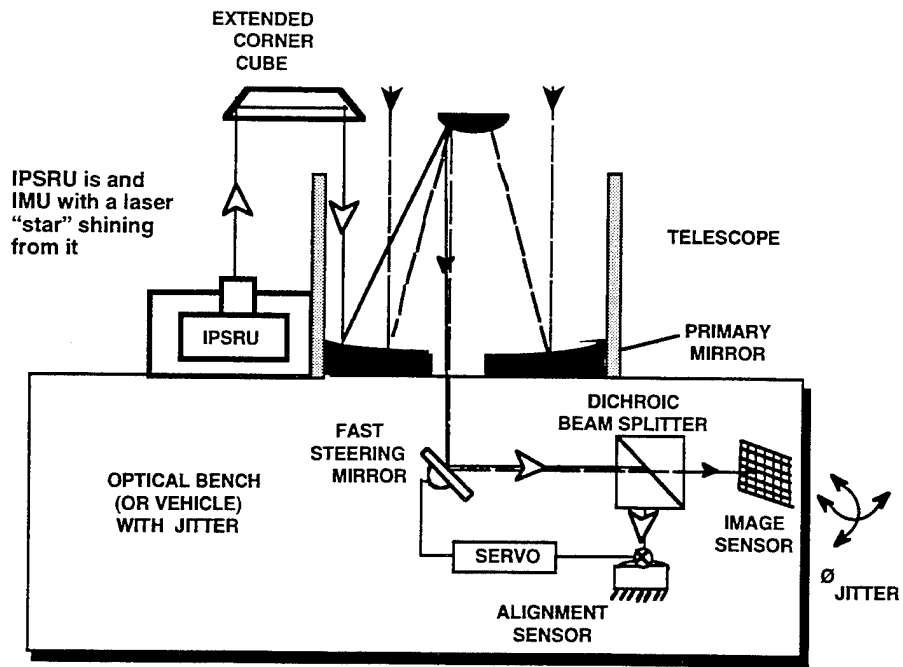 EXTENDED
CORNER
CUBE
IPSRU is and
IMU with a laser
“star” shining
from it
IPSRU
TELESCOPE
PRIMARY
MIRROR
DICHROIC
BEAM SPLITTER
FAST
STEERING
MIRROR
OPTICAL BENCH
(OR VEHICLE)
WITH JITTER
SERVO
IMAGE
SENSOR
ALIGNMENT
SENSOR
Ø JITTER